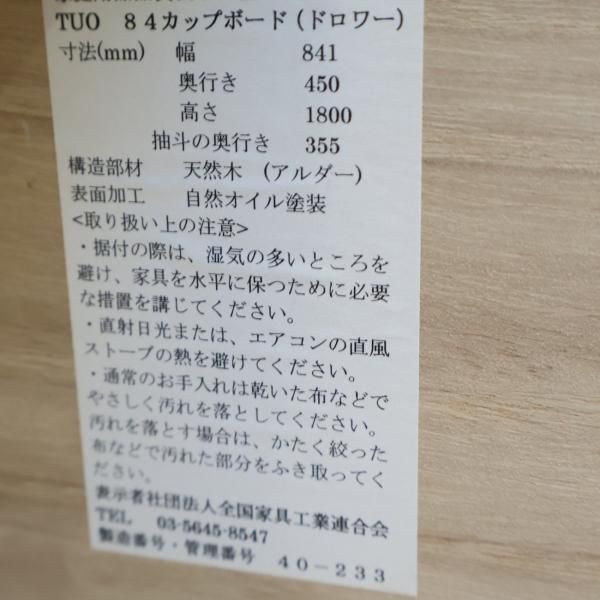 TUO 84カップボード(ドロワー)
寸法(mm) 幅 841
奥行き 450
高さ 1800
抽斗の奥行き 355
構造部材 天然木 (アルダー)
表面加工 自然オイル塗装
<取り扱い上の注意>
・据付の際は、湿気の多いところを
避け、家具を水平に保つために必要
な措置を講じてください。
・直射日光または、エアコンの直風
ストーブの熱を避けてください。
・通常のお手入れは乾いた布などで
やさしく汚れを落としてください。
汚れを落とす場合は、かたく絞った
布などで汚れた部分をふき取ってく
ださい。
表示者社団法人全国家具工業連合会
TEL 03-5645-8547
製造番号・管理番号 40-233